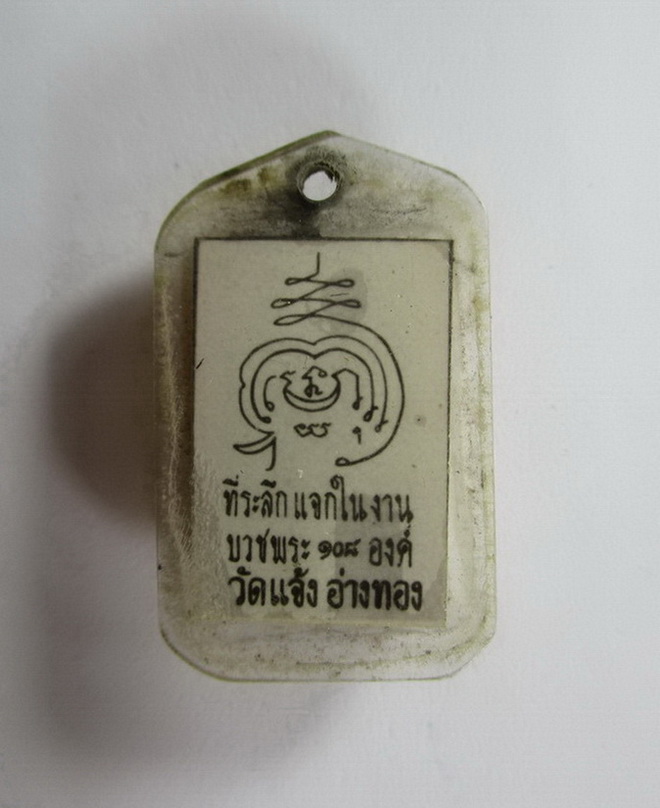 ที่ระลึก แจกในงาน
บวชพระ ๑๐๘ องค์
วัดแจ้ง อ่างทอง